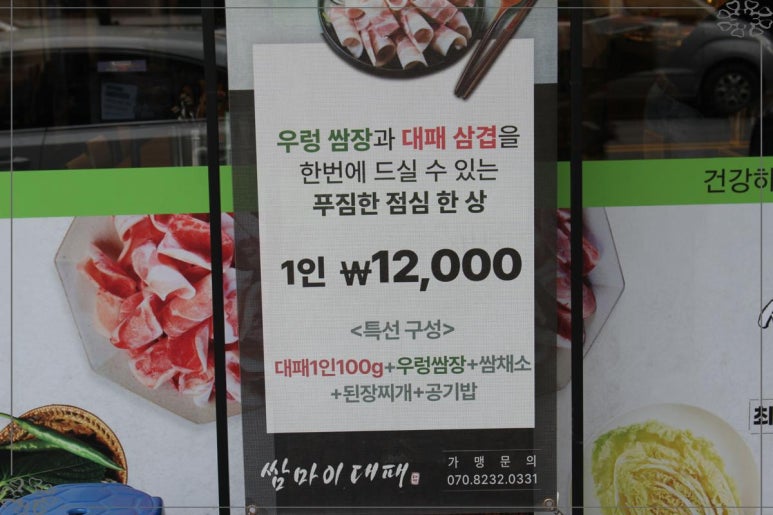 우렁 쌈장과 대패 삼겹을
한번에 드실 수 있는
푸짐한 점심 한 상
1인 ₩12,000
<특선 구성>
대패1인100g+우렁쌈장+쌈채소
+된장찌개+공기밥
쌈마이대패
가맹문의
070.8232.0331
건강하